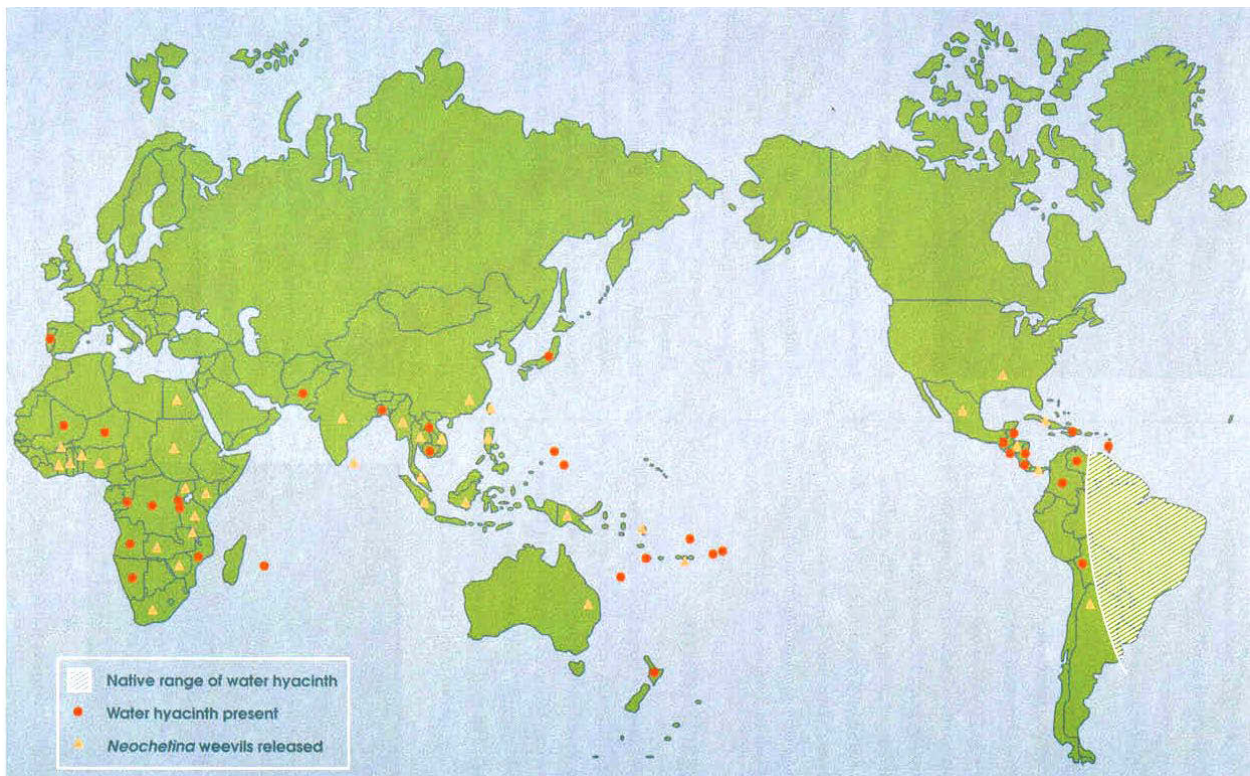 Native range of water hyacinth
Water hyacinth present
Neochetina weevils released